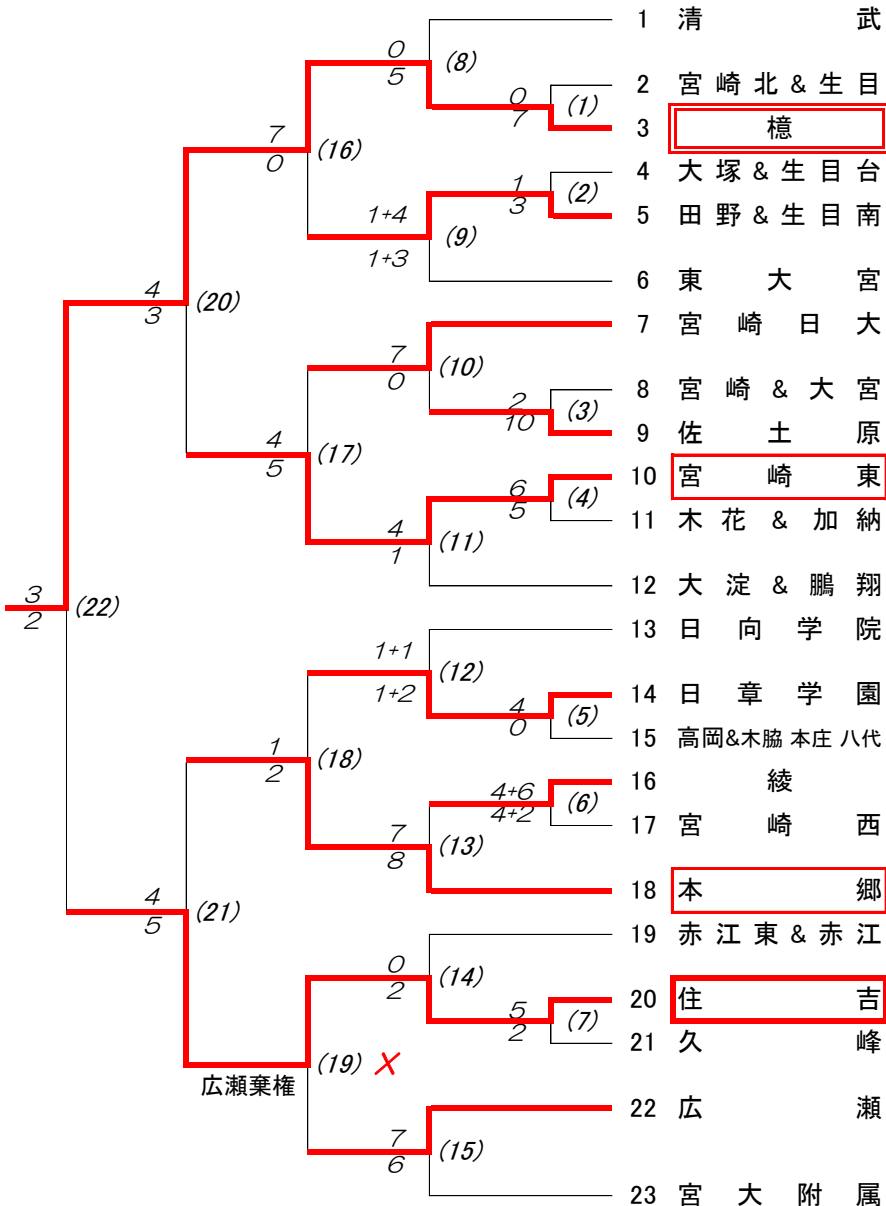 1 清武
0
5
(8)
2 宮崎北&生目
0
7
(1)
3 檍
7
0
(16)
4 大塚&生目台
1
3
(2)
5 田野&生目南
1+4
1+3
(9)
6 東大宮
4
3
(20)
7 宮崎日大
7
0
(10)
8 宮崎&大宮
2
10
(3)
9 佐土原
4
5
(17)
10 宮崎東
6
5
(4)
11 木花&加納
4
1
(11)
12 大淀&鵬翔
3
2
(22)
13 日向学院
1+1
1+2
(12)
14 日章学園
4
0
(5)
15 高岡&木脇 本庄 八代
1
2
(18)
16 綾
4+6
4+2
(6)
17 宮崎西
7
8
(13)
18 本郷
4
5
(21)
19 赤江東&赤江
0
2
(14)
20 住吉
5
2
(7)
21 久峰
(19) X
広瀬棄権
22 広瀬
7
6
(15)
23 宮大附属